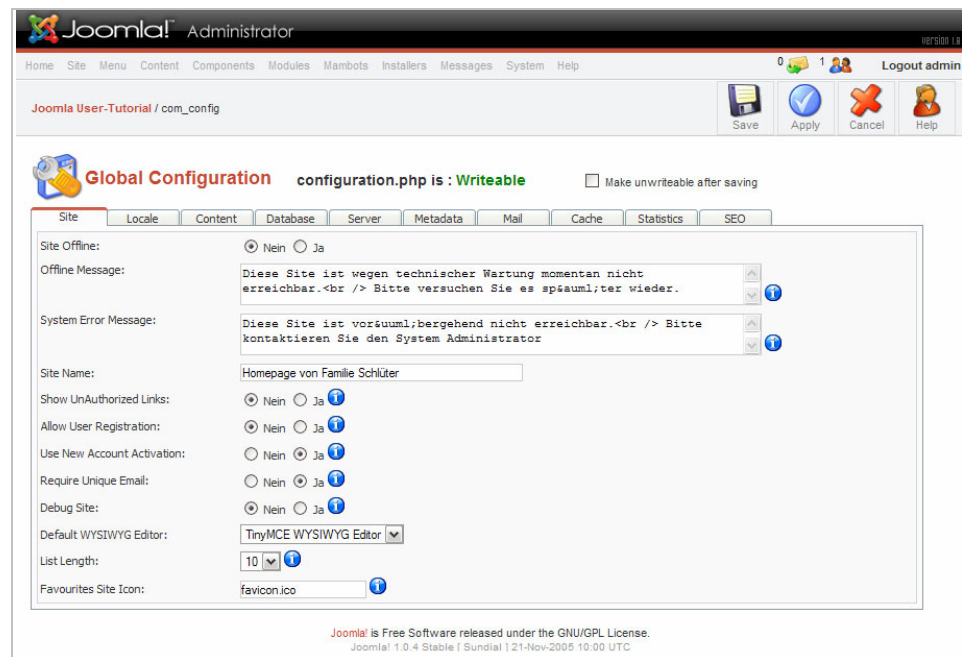 Joomla! Administrator
version 1.0
Home Site Menu Content Components Modules Mambots Installers Messages System Help 0 1 Logout admin
Joomla User-Tutorial / com_config
Save Apply Cancel Help
Global Configuration configuration.php is : Writeable Make unwriteable after saving
Site Locale Content Database Server Metadata Mail Cache Statistics SEO
Site Offline: Nein Ja
Offline Message: Diese Site ist wegen technischer Wartung momentan nicht
erreichbar.<br /> Bitte versuchen Sie es sp&auml;ter wieder.
System Error Message: Diese Site ist vor&uuml;bergehend nicht erreichbar.<br /> Bitte
kontaktieren Sie den System Administrator
Site Name: Homepage von Familie Schlüter
Show UnAuthorized Links: Nein Ja
Allow User Registration: Nein Ja
Use New Account Activation: Nein Ja
Require Unique Email: Nein Ja
Debug Site: Nein Ja
Default WYSIWYG Editor: TinyMCE WYSIWYG Editor
List Length: 10
Favourites Site Icon: favicon.ico
Joomla! is Free Software released under the GNU/GPL License.
Joomla! 1.0.4 Stable [ Sundial ] 21-Nov-2005 10:00 UTC